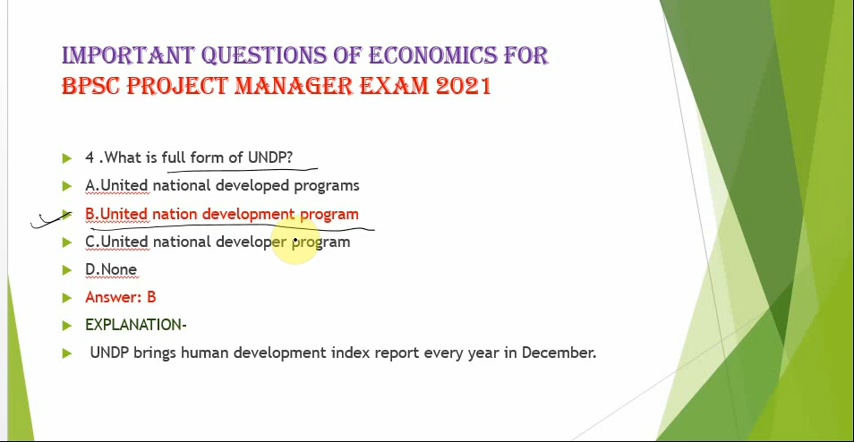 IMPORTANT QUESTIONS OF ECONOMICS FOR
BPSC PROJECT MANAGER EXAM 2021
4 .What is full form of UNDP?
A.United national developed programs
B.United nation development program
C.United national developer program
D.None
Answer: B
EXPLANATION-
UNDP brings human development index report every year in December.